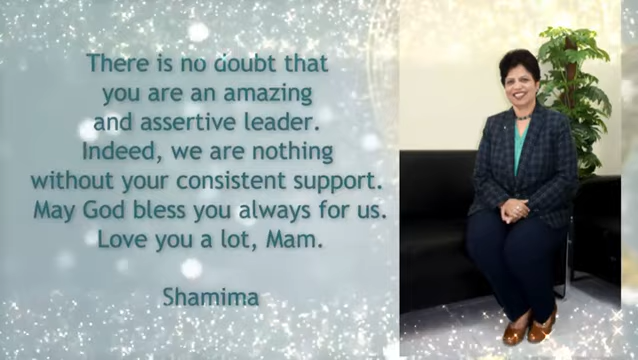 There is no doubt that
you are an amazing
and assertive leader.
Indeed, we are nothing
without your consistent support.
May God bless you always for us.
Love you a lot, Mam.
Shamima